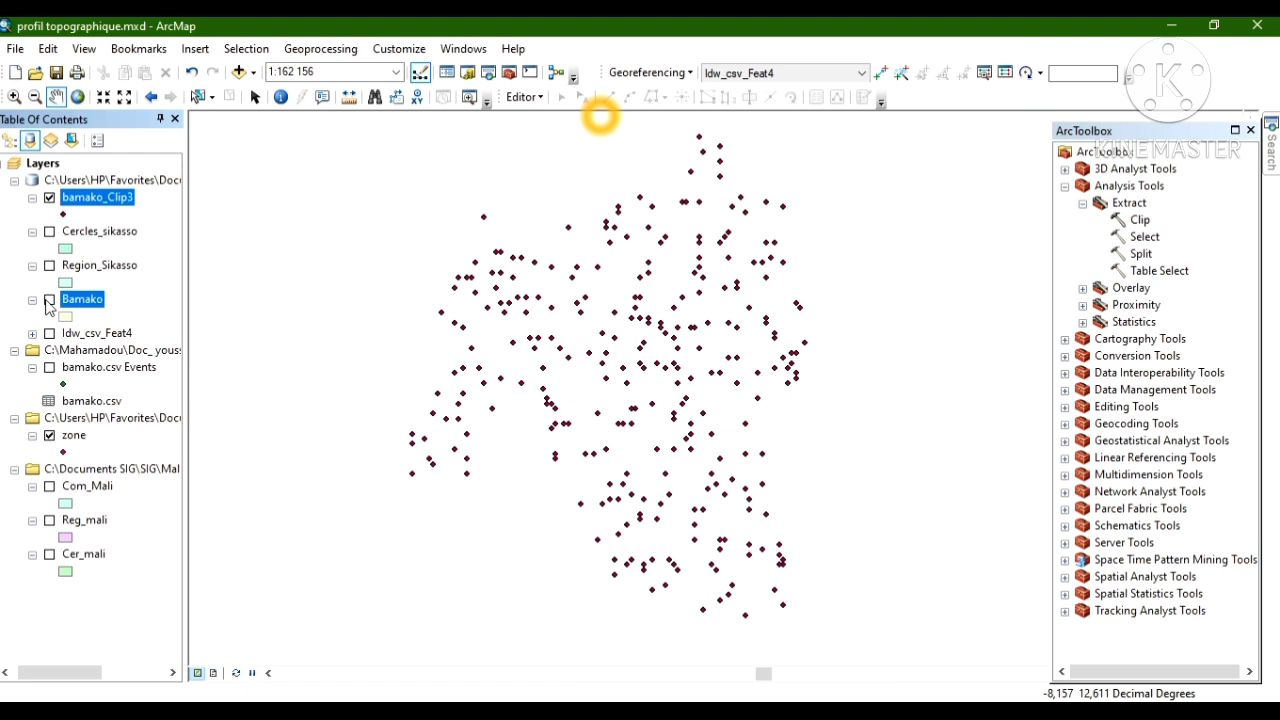 profil topographique.mxd - ArcMap
File Edit View Bookmarks Insert Selection Geoprocessing Customize Windows Help
1:162 156
Georeferencing
Idw_csv_Feat4
Editor
K
KINEMASTER
Table Of Contents
Layers
C:\Users\HP\Favorites\Docu
bamako_Clip3
Cercles_sikasso
Region_Sikasso
Bamako
Idw_csv_Feat4
C:\Mahamadou\Doc_ youss
bamako.csv Events
bamako.csv
C:\Users\HP\Favorites\Docu
zone
C:\Documents SIG\SIG\Mal
Com_Mali
Reg_mali
Cer_mali
ArcToolbox
ArcToolbox
3D Analyst Tools
Analysis Tools
Extract
Clip
Select
Split
Table Select
Overlay
Proximity
Statistics
Cartography Tools
Conversion Tools
Data Interoperability Tools
Data Management Tools
Editing Tools
Geocoding Tools
Geostatistical Analyst Tools
Linear Referencing Tools
Multidimension Tools
Network Analyst Tools
Parcel Fabric Tools
Schematics Tools
Server Tools
Space Time Pattern Mining Tools
Spatial Analyst Tools
Spatial Statistics Tools
Tracking Analyst Tools
Search
-8,157 12,611 Decimal Degrees